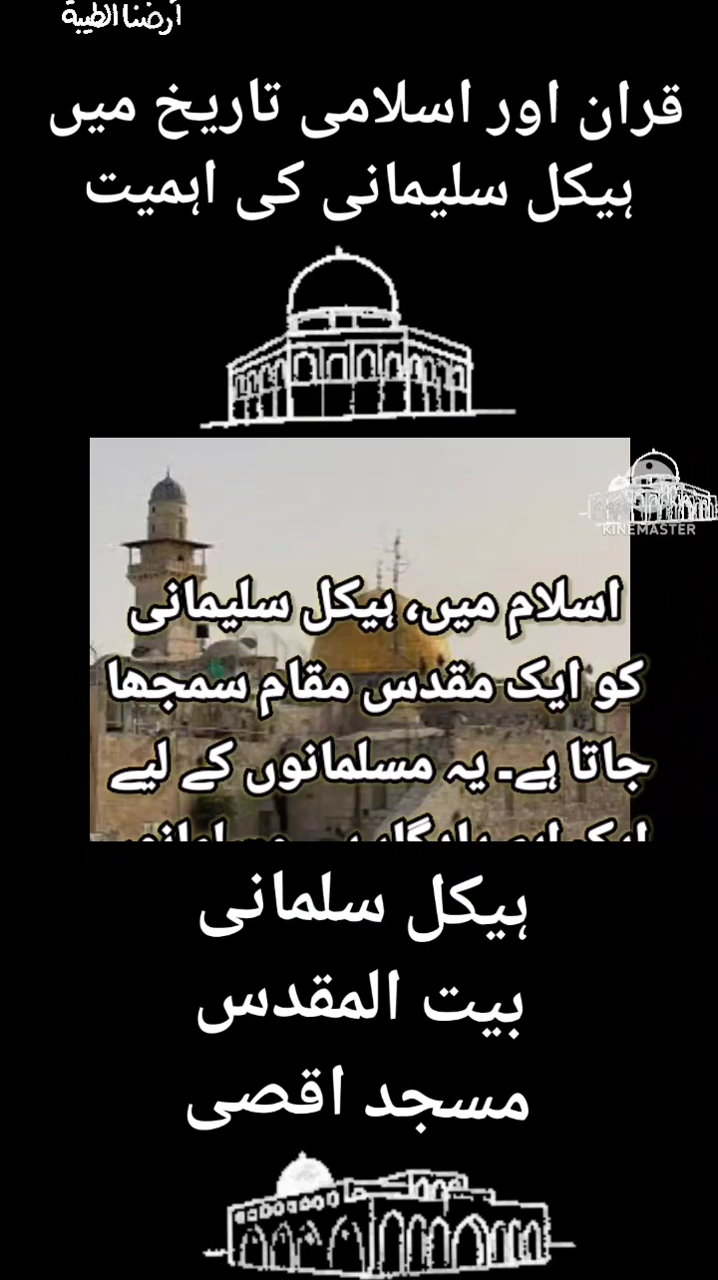 أرضنا الطيبة
قران اور اسلامی تاریخ میں
ہیکل سلیمانی کی اہمیت
KINEMASTER
اسلام میں، ہیکل سلیمانی
کو ایک مقدس مقام سمجھا
جاتا ہے۔ یہ مسلمانوں کے لیے
ہیکل سلمانی
بیت المقدس
مسجد اقصی